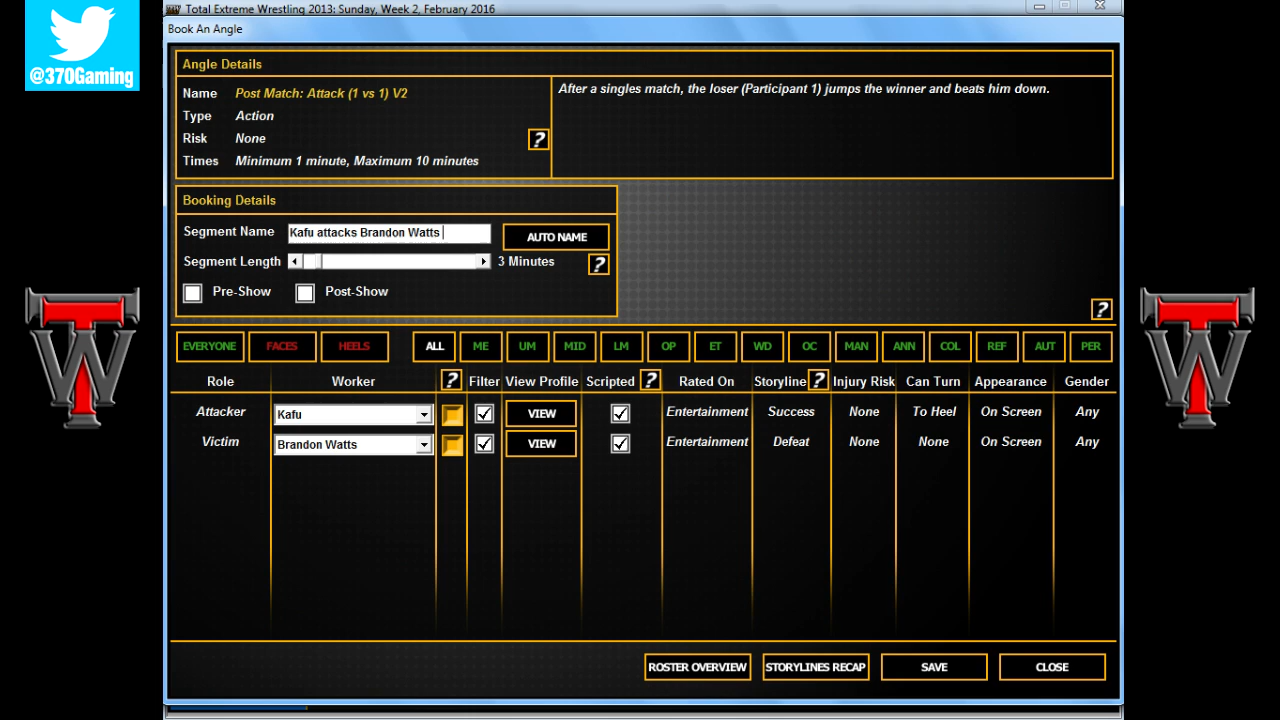 Total Extreme Wrestling 2013: Sunday, Week 2, February 2016
@370Gaming
Book An Angle
Angle Details
Name Post Match: Attack (1 vs 1) V2
Type Action
Risk None
Times Minimum 1 minute, Maximum 10 minutes
?
After a singles match, the loser (Participant 1) jumps the winner and beats him down.
Booking Details
Segment Name Kafu attacks Brandon Watts AUTO NAME
Segment Length 3 Minutes ?
Pre-Show Post-Show
?
EVERYONE FACES HEELS ALL ME UM MID LM OP ET WD OC MAN ANN COL REF AUT PER
Role Worker ? Filter View Profile Scripted ? Rated On Storyline ? Injury Risk Can Turn Appearance Gender
Attacker Kafu VIEW Entertainment Success None To Heel On Screen Any
Victim Brandon Watts VIEW Entertainment Defeat None None On Screen Any
ROSTER OVERVIEW STORYLINES RECAP SAVE CLOSE
TW
TW